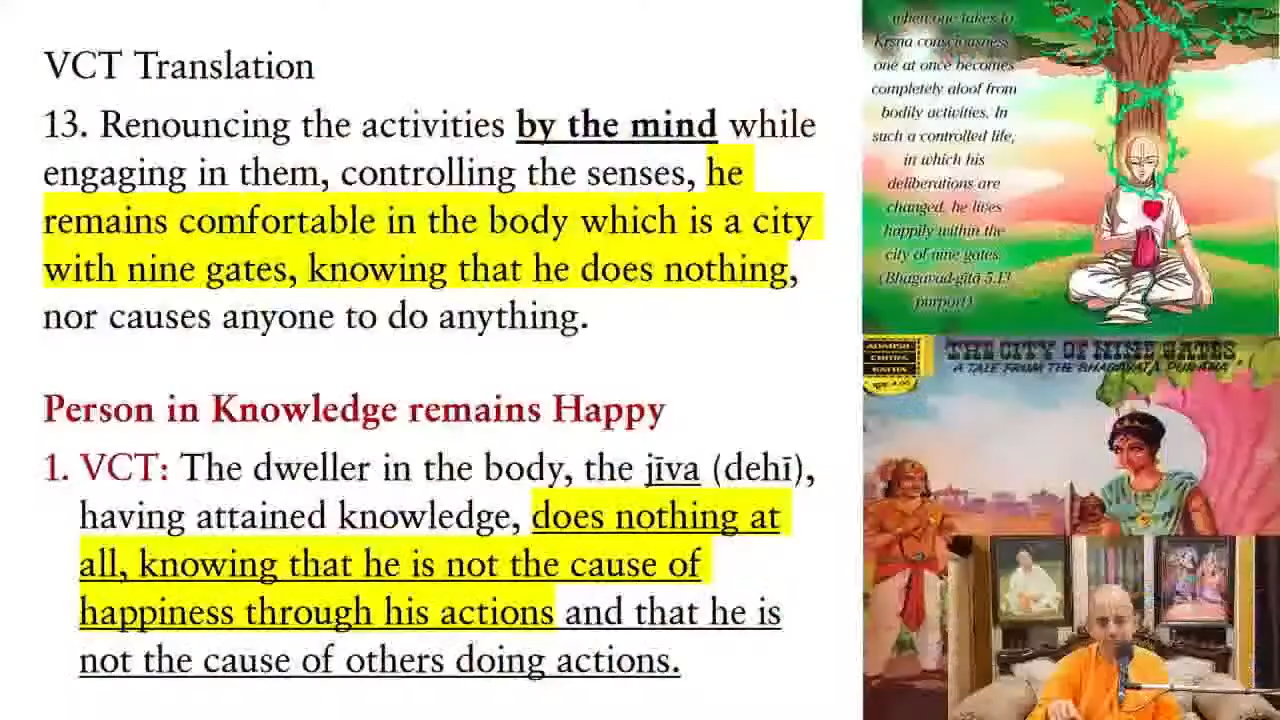 VCT Translation
13. Renouncing the activities by the mind while
engaging in them, controlling the senses, he
remains comfortable in the body which is a city
with nine gates, knowing that he does nothing,
nor causes anyone to do anything.
Person in Knowledge remains Happy
1. VCT: The dweller in the body, the jīva (dehī),
having attained knowledge, does nothing at
all, knowing that he is not the cause of
happiness through his actions and that he is
not the cause of others doing actions.
when one takes to
Kṛṣṇa consciousness
one at once becomes
completely aloof from
bodily activities. In
such a controlled life,
in which his
deliberations are
changed, he lives
happily within the
city of nine gates.
(Bhagavad-gītā 5.13
purport)
THE CITY OF NINE GATES
A TALE FROM THE BHAGAVATA PURANA